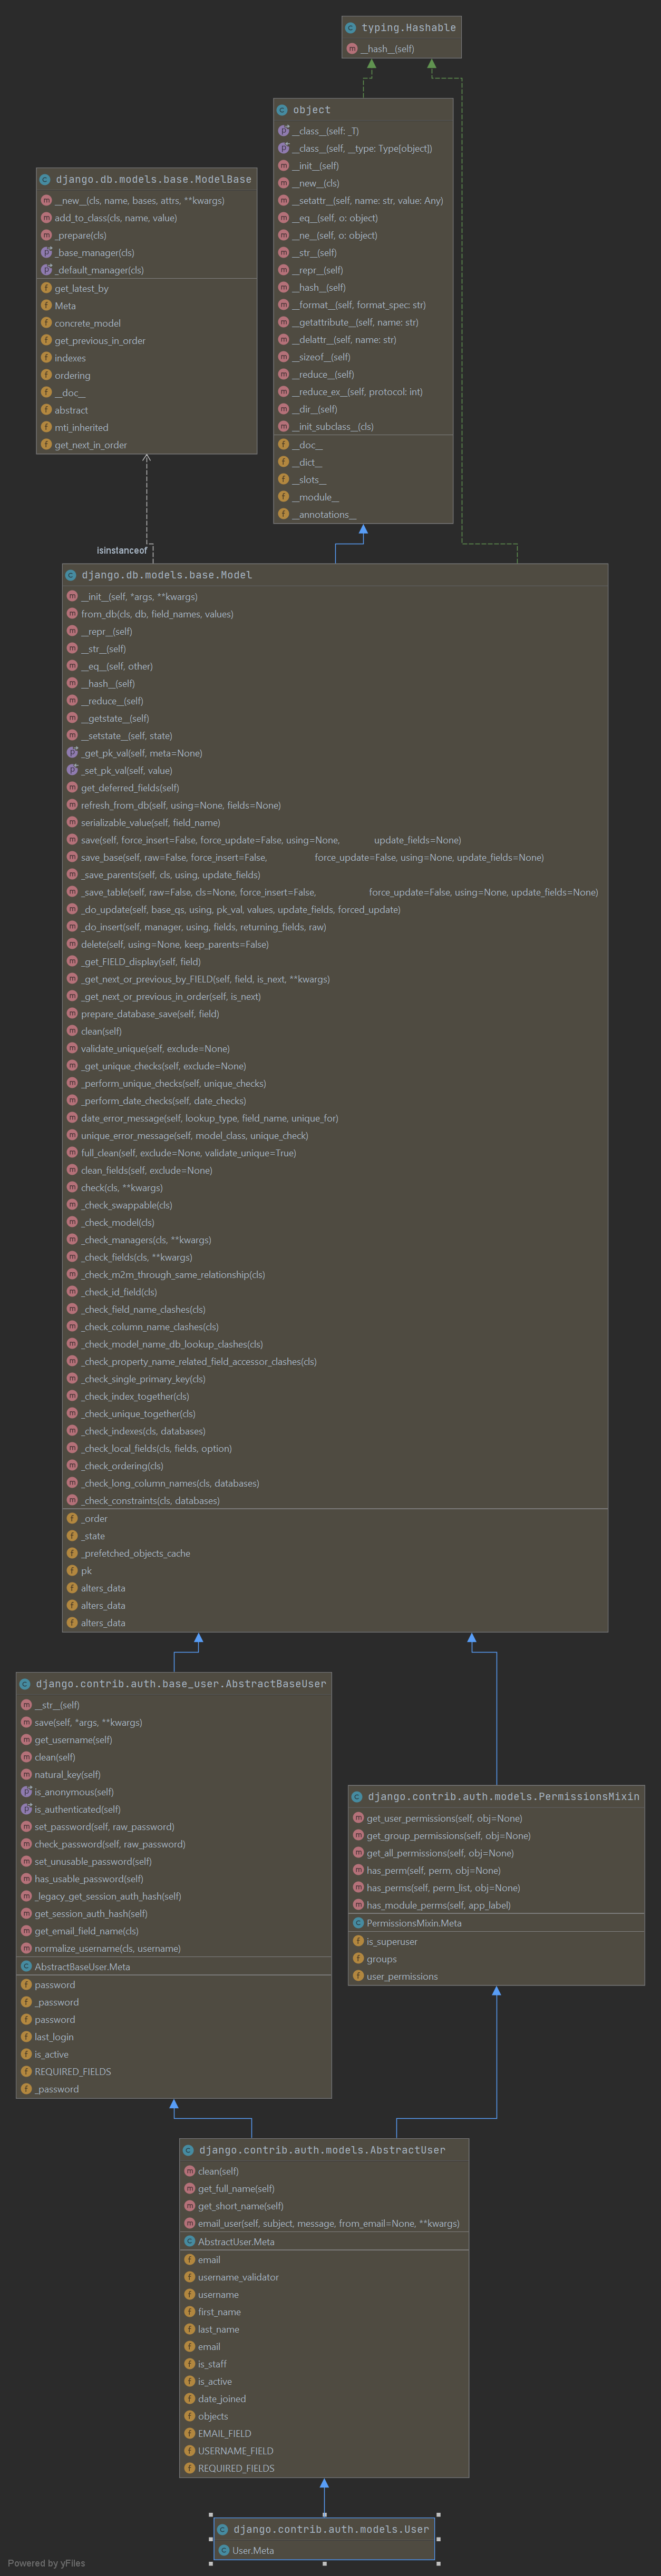 typing.Hashable
__hash__(self)
object
__class__(self: _T)
__class__(self, __type: Type[object])
__init__(self)
__new__(cls)
__setattr__(self, name: str, value: Any)
__eq__(self, o: object)
__ne__(self, o: object)
__str__(self)
__repr__(self)
__hash__(self)
__format__(self, format_spec: str)
__getattribute__(self, name: str)
__delattr__(self, name: str)
__sizeof__(self)
__reduce__(self)
__reduce_ex__(self, protocol: int)
__dir__(self)
__init_subclass__(cls)
__doc__
__dict__
__slots__
__module__
__annotations__
django.db.models.base.ModelBase
__new__(cls, name, bases, attrs, **kwargs)
add_to_class(cls, name, value)
_prepare(cls)
_base_manager(cls)
_default_manager(cls)
get_latest_by
Meta
concrete_model
get_previous_in_order
indexes
ordering
__doc__
abstract
mti_inherited
get_next_in_order
isinstanceof
django.db.models.base.Model
__init__(self, *args, **kwargs)
from_db(cls, db, field_names, values)
__repr__(self)
__str__(self)
__eq__(self, other)
__hash__(self)
__reduce__(self)
__getstate__(self)
__setstate__(self, state)
_get_pk_val(self, meta=None)
_set_pk_val(self, value)
get_deferred_fields(self)
refresh_from_db(self, using=None, fields=None)
serializable_value(self, field_name)
save(self, force_insert=False, force_update=False, using=None, update_fields=None)
save_base(self, raw=False, force_insert=False, force_update=False, using=None, update_fields=None)
_save_parents(self, cls, using, update_fields)
_save_table(self, raw=False, cls=None, force_insert=False, force_update=False, using=None, update_fields=None)
_do_update(self, base_qs, using, pk_val, values, update_fields, forced_update)
_do_insert(self, manager, using, fields, returning_fields, raw)
delete(self, using=None, keep_parents=False)
_get_FIELD_display(self, field)
_get_next_or_previous_by_FIELD(self, field, is_next, **kwargs)
_get_next_or_previous_in_order(self, is_next)
prepare_database_save(self, field)
clean(self)
validate_unique(self, exclude=None)
_get_unique_checks(self, exclude=None)
_perform_unique_checks(self, unique_checks)
_perform_date_checks(self, date_checks)
date_error_message(self, lookup_type, field_name, unique_for)
unique_error_message(self, model_class, unique_check)
full_clean(self, exclude=None, validate_unique=True)
clean_fields(self, exclude=None)
check(cls, **kwargs)
_check_swappable(cls)
_check_model(cls)
_check_managers(cls, **kwargs)
_check_fields(cls, **kwargs)
_check_m2m_through_same_relationship(cls)
_check_id_field(cls)
_check_field_name_clashes(cls)
_check_column_name_clashes(cls)
_check_model_name_db_lookup_clashes(cls)
_check_property_name_related_field_accessor_clashes(cls)
_check_single_primary_key(cls)
_check_index_together(cls)
_check_unique_together(cls)
_check_indexes(cls, databases)
_check_local_fields(cls, fields, option)
_check_ordering(cls)
_check_long_column_names(cls, databases)
_check_constraints(cls, databases)
_order
_state
_prefetched_objects_cache
pk
alters_data
alters_data
alters_data
django.contrib.auth.base_user.AbstractBaseUser
__str__(self)
save(self, *args, **kwargs)
get_username(self)
clean(self)
natural_key(self)
is_anonymous(self)
is_authenticated(self)
set_password(self, raw_password)
check_password(self, raw_password)
set_unusable_password(self)
has_usable_password(self)
_legacy_get_session_auth_hash(self)
get_session_auth_hash(self)
get_email_field_name(cls)
normalize_username(cls, username)
AbstractBaseUser.Meta
password
_password
password
last_login
is_active
REQUIRED_FIELDS
_password
django.contrib.auth.models.PermissionsMixin
get_user_permissions(self, obj=None)
get_group_permissions(self, obj=None)
get_all_permissions(self, obj=None)
has_perm(self, perm, obj=None)
has_perms(self, perm_list, obj=None)
has_module_perms(self, app_label)
PermissionsMixin.Meta
is_superuser
groups
user_permissions
django.contrib.auth.models.AbstractUser
clean(self)
get_full_name(self)
get_short_name(self)
email_user(self, subject, message, from_email=None, **kwargs)
AbstractUser.Meta
email
username_validator
username
first_name
last_name
email
is_staff
is_active
date_joined
objects
EMAIL_FIELD
USERNAME_FIELD
REQUIRED_FIELDS
django.contrib.auth.models.User
User.Meta
Powered by yFiles